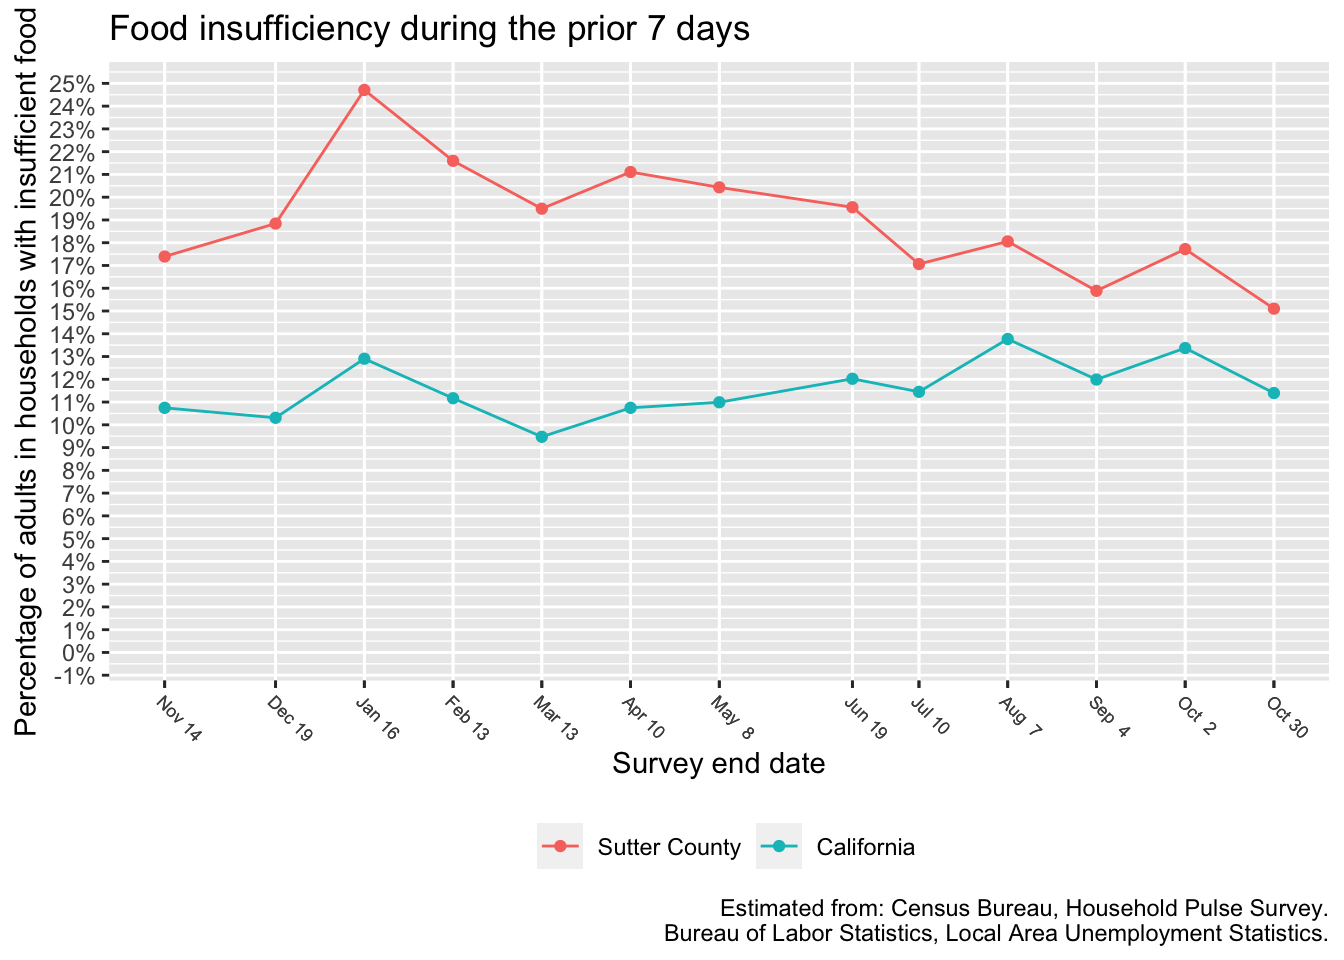 Food insufficiency during the prior 7 days
Percentage of adults in households with insufficient food
25%
24%
23%
22%
21%
20%
19%
18%
17%
16%
15%
14%
13%
12%
11%
10%
9%
8%
7%
6%
5%
4%
3%
2%
1%
0%
-1%
Nov 14
Dec 19
Jan 16
Feb 13
Mar 13
Apr 10
May 8
Jun 19
Jul 10
Aug 7
Sep 4
Oct 2
Oct 30
Survey end date
Sutter County
California
Estimated from: Census Bureau, Household Pulse Survey.
Bureau of Labor Statistics, Local Area Unemployment Statistics.